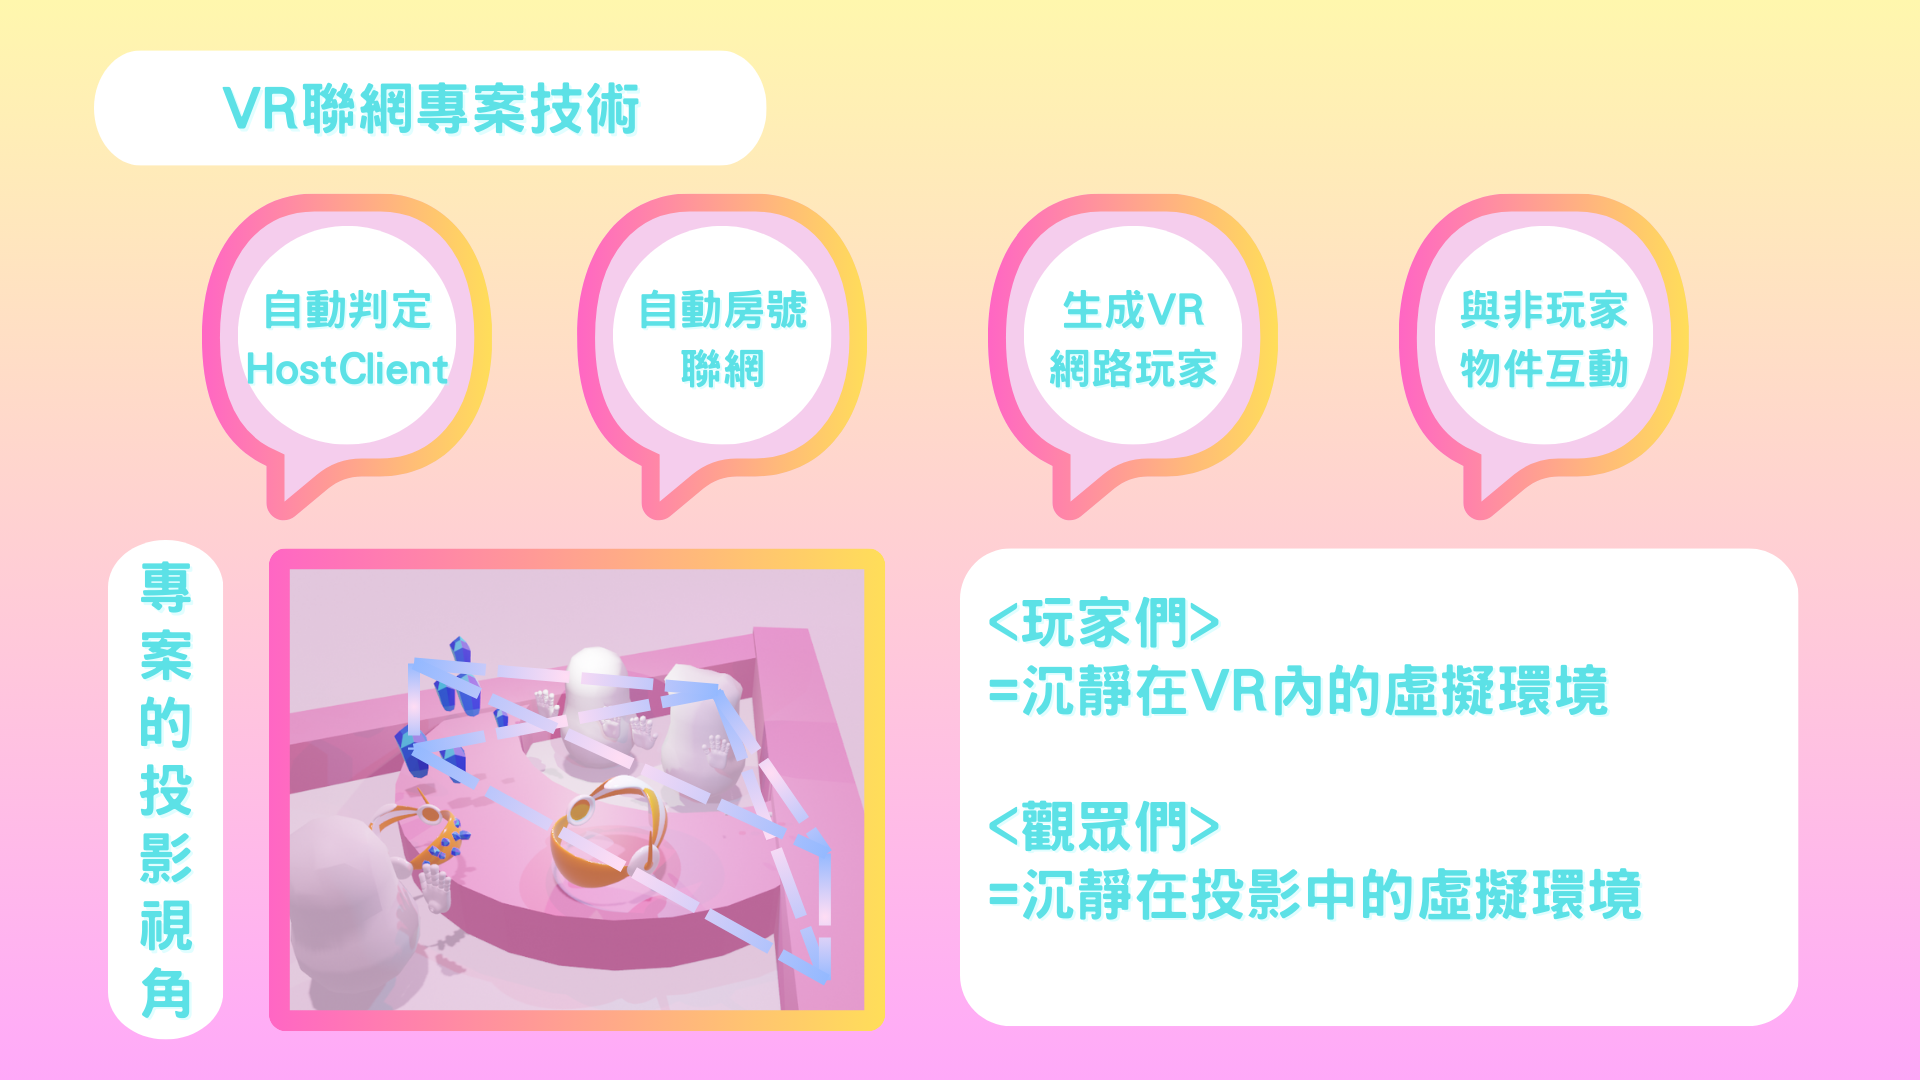 VR聯網專案技術
自動判定
HostClient
自動房號
聯網
生成VR
網路玩家
與非玩家
物件互動
專案的投影視角
<玩家們>
=沉靜在VR內的虛擬環境
<觀眾們>
=沉靜在投影中的虛擬環境